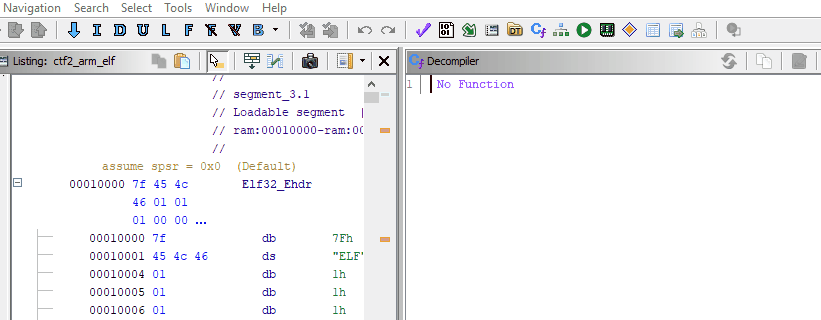 Navigation Search Select Tools Window Help
I D U L F R V B
Listing: ctf2_arm_elf
//
// segment_3.1
// Loadable segment
// ram:00010000-ram:00
//
assume spsr = 0x0 (Default)
00010000 7f 45 4c Elf32_Ehdr
46 01 01
01 00 00 ...
00010000 7f db 7Fh
00010001 45 4c 46 ds "ELF"
00010004 01 db 1h
00010005 01 db 1h
00010006 01 db 1h
Decompiler
1 No Function